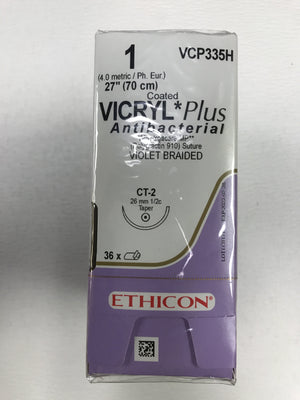 1
VCP335H
(4.0 metric / Ph. Eur.)
27" (70 cm)
Coated
VICRYL* Plus
Antibacterial
Suture
VIOLET BRAIDED
CT-2
26 mm 1/2c
Taper
36 x
ETHICON®